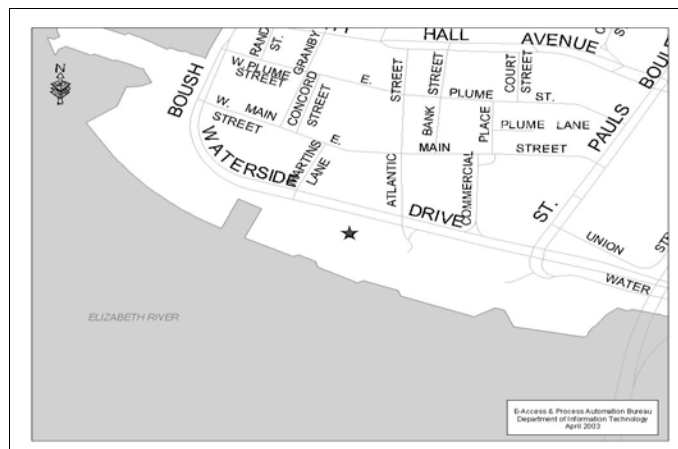 HALL AVENUE
RAND
ST.
GRANBY
BOUSH
W. PLUME
STREET
CONCORD
STREET
E.
PLUME
ST.
STREET
STREET
COURT
STREET
W. MAIN
STREET
E.
MAIN
STREET
BANK
PLACE
PLUME LANE
ST.
PAULS
WATERSIDE
DRIVE
MARTINS
LANE
ATLANTIC
COMMERCIAL
UNION
WATER
N
ELIZABETH RIVER
E-Access & Process Automation Bureau
Department of Information Technology
April 2003